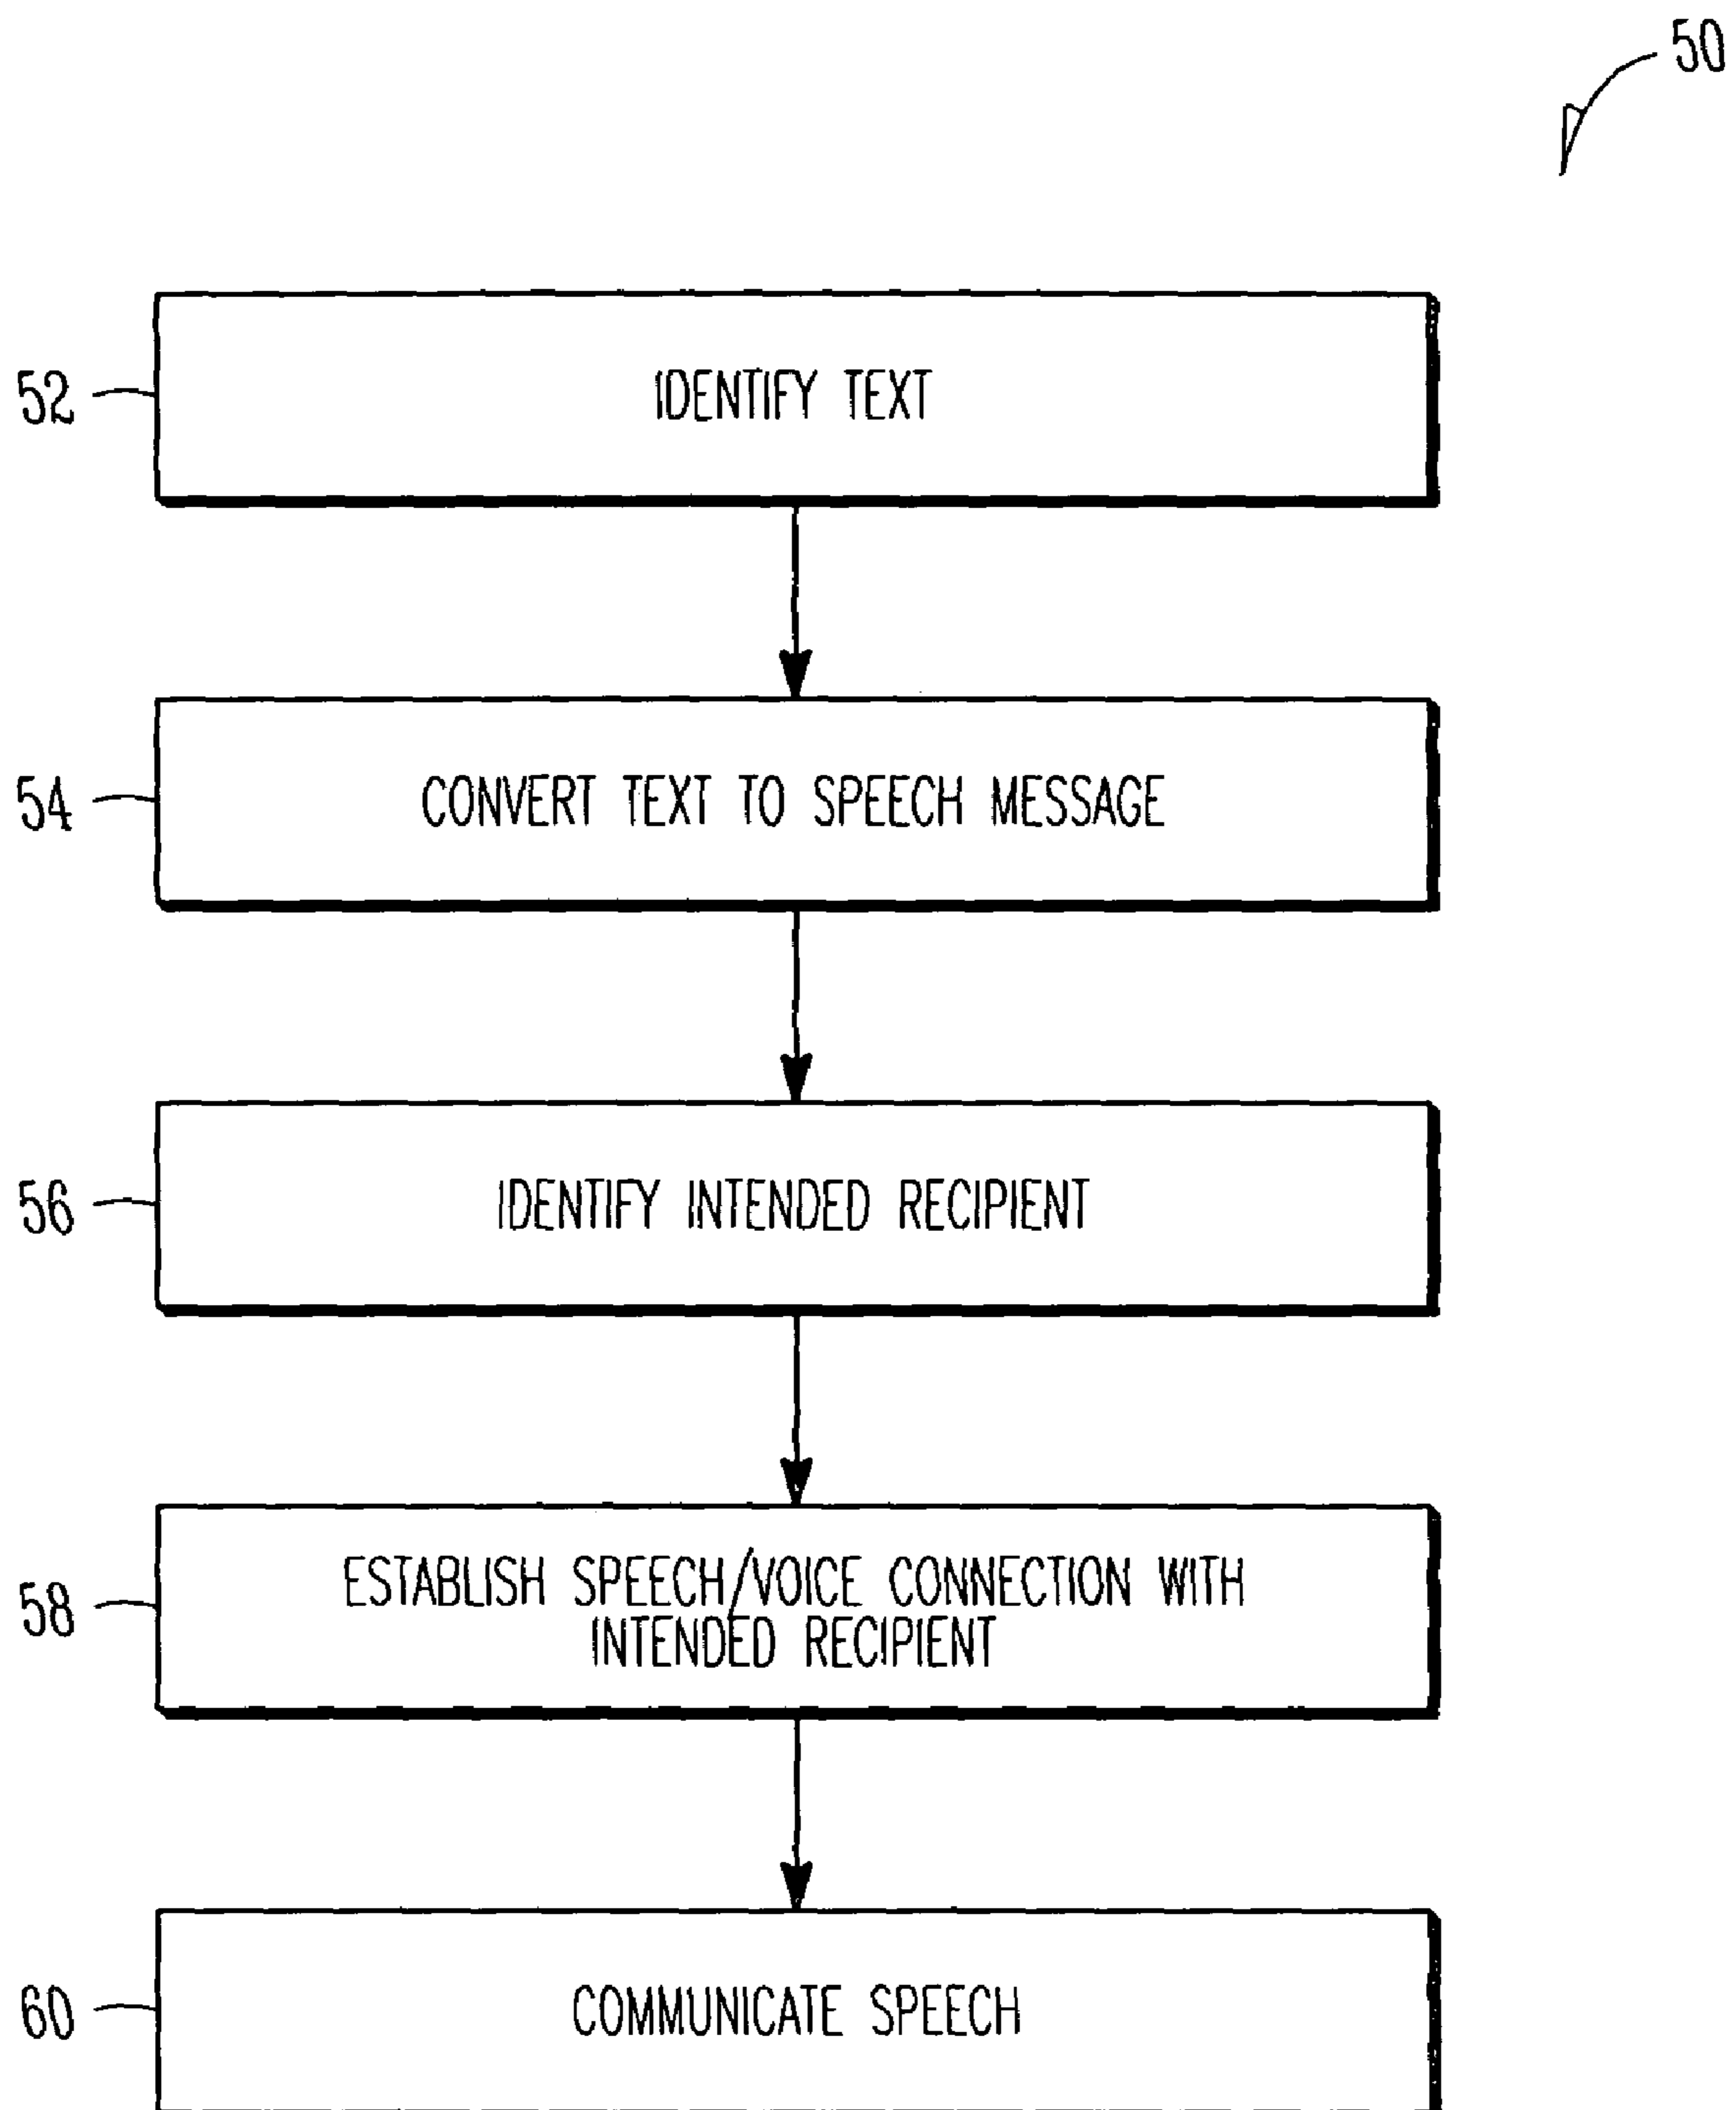 50
52
IDENTIFY TEXT
54
CONVERT TEXT TO SPEECH MESSAGE
56
IDENTIFY INTENDED RECIPIENT
58
ESTABLISH SPEECH/VOICE CONNECTION WITH
INTENDED RECIPIENT
60
COMMUNICATE SPEECH